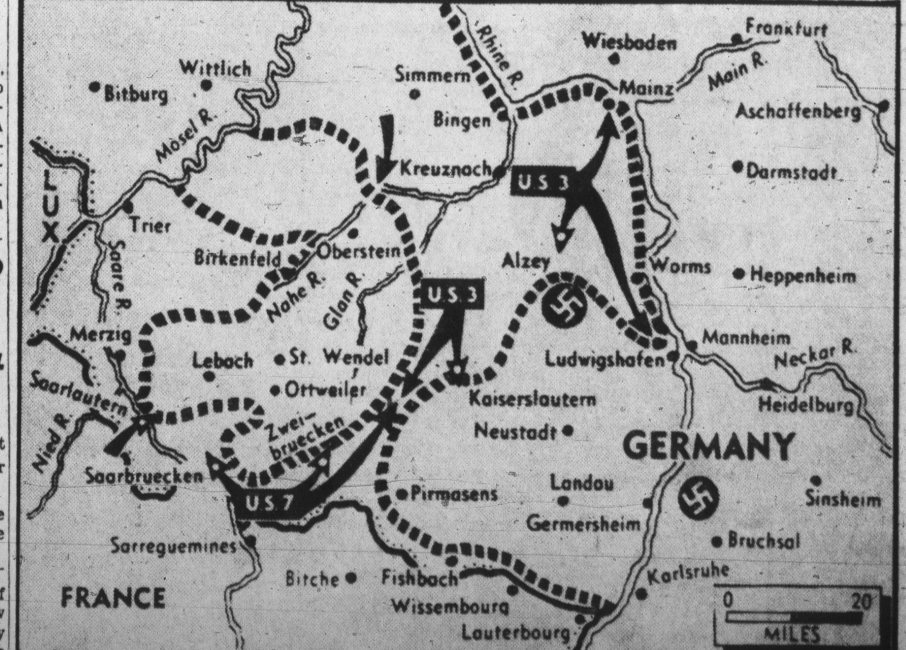 Frankfurt
Wiesbaden
Rhine R.
Main R.
Wittlich
Simmern
Mainz
Bitburg
Aschaffenberg
Bingen
Mosel R.
Kreuznach
Darmstadt
LUX
U.S 3
Trier
Birkenfeld
Oberstein
Alzey
Worms
Heppenheim
Saare R.
Nahe R.
Glan R.
U.S.3
Merzig
Mannheim
Lebach
St. Wendel
Ludwigshafen
Neckar R.
Saarlautern
Ottweiler
Kaiserslautern
Heidelburg
Nied R.
Zwei-
bruecken
Neustadt
GERMANY
Saarbruecken
U.S.7
Pirmasens
Landau
Sinsheim
Germersheim
Sarreguemines
Bruchsal
Bitche
Fishbach
Karlsruhe
FRANCE
Wissembourg
0 20
Lauterbourg
MILES